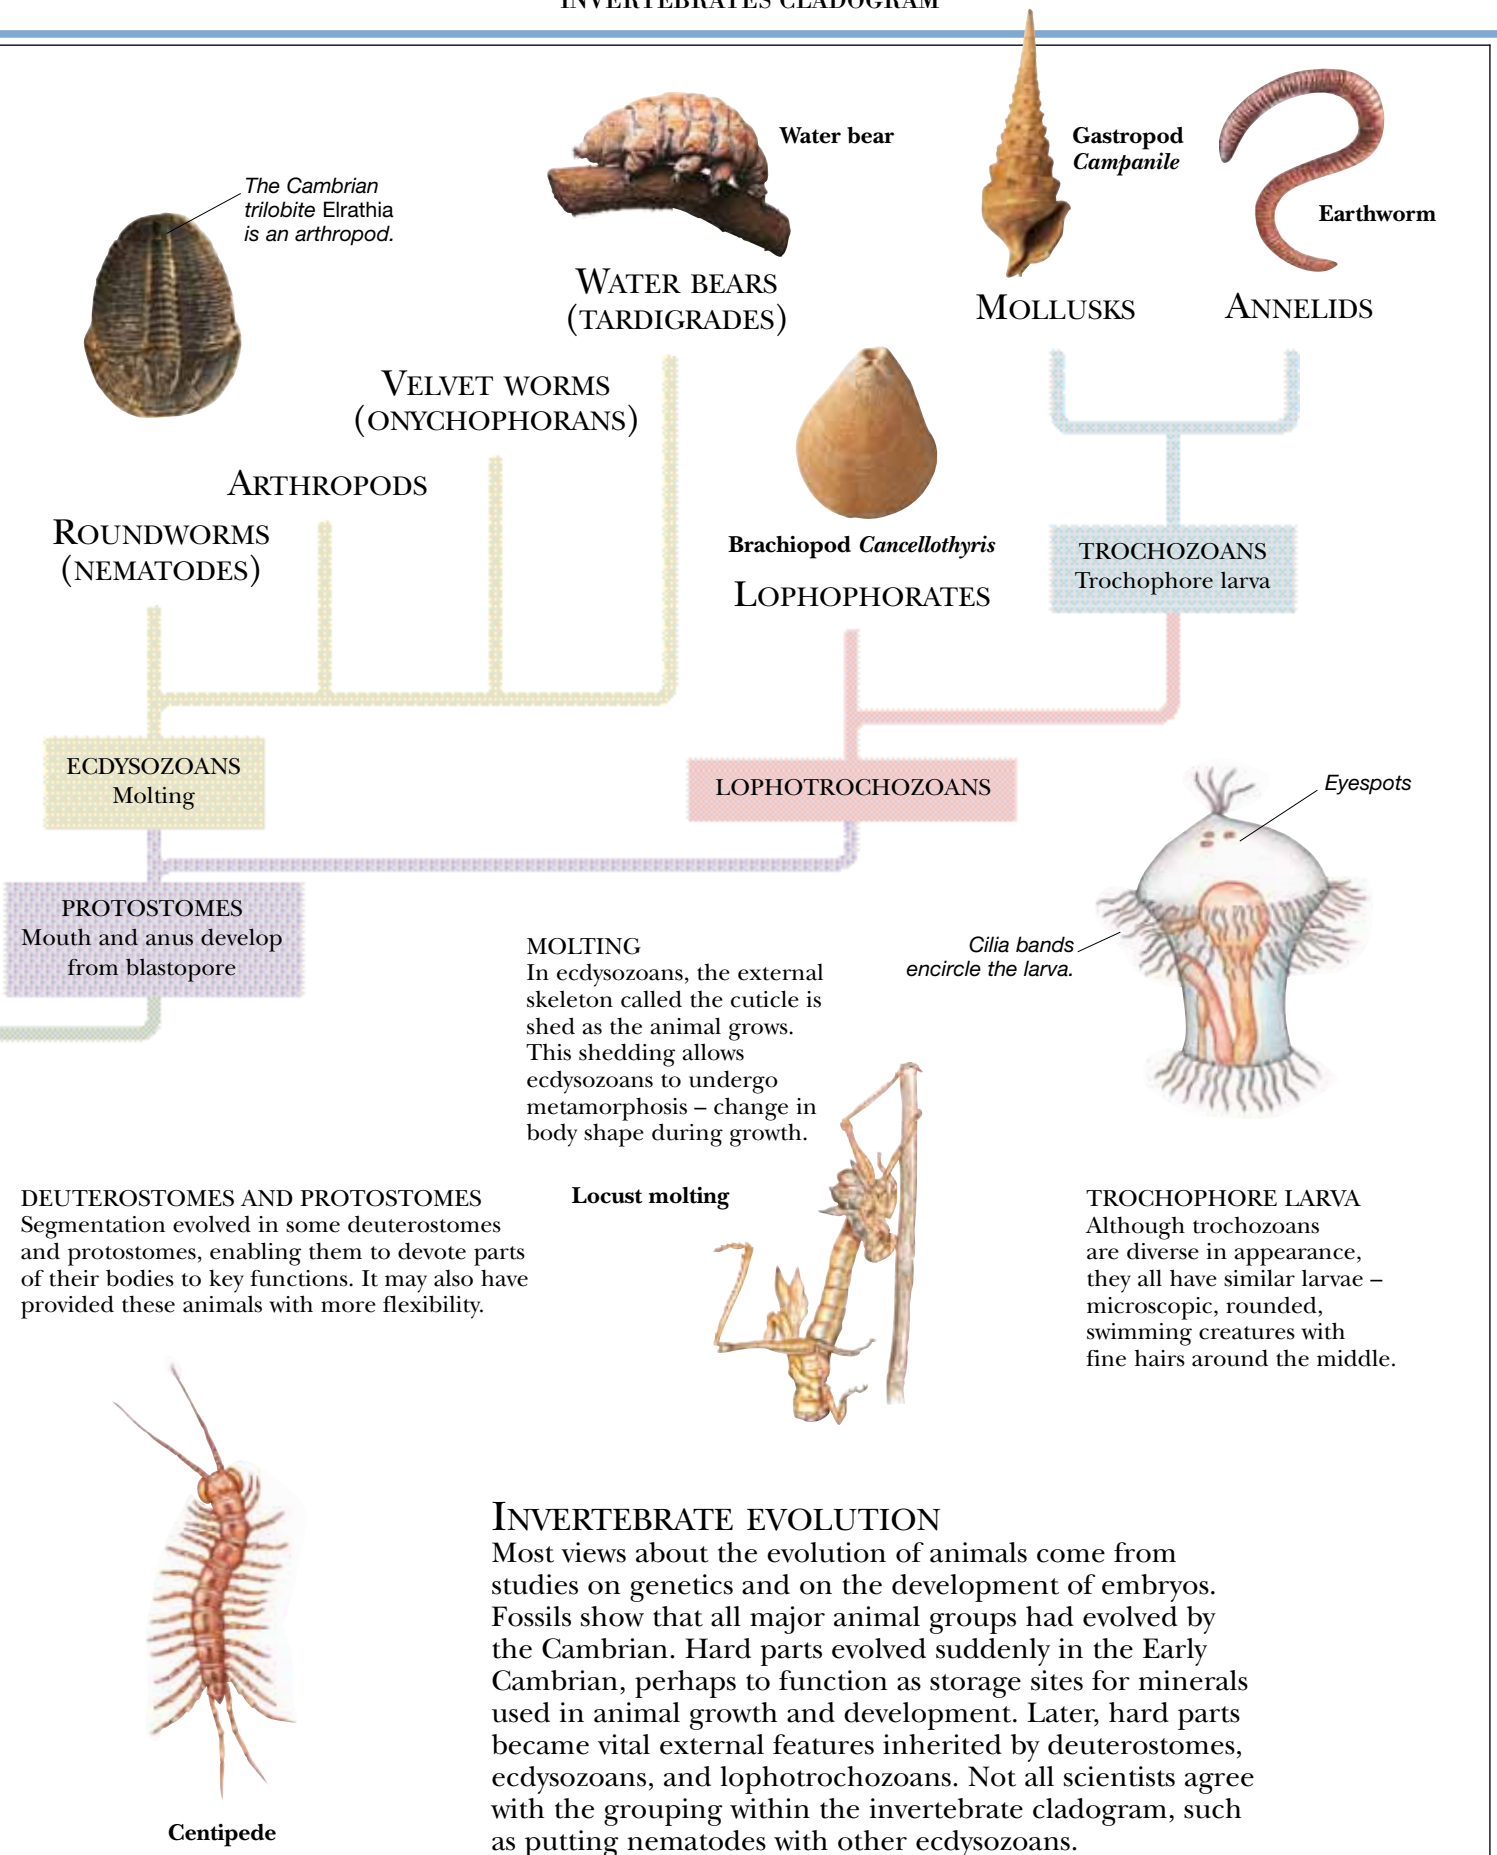 INVERTEBRATES CLADOGRAM
Water bear
Gastropod
Campanile
Earthworm
The Cambrian
trilobite Elrathia
is an arthropod.
WATER BEARS
(TARDIGRADES)
MOLLUSKS
ANNELIDS
VELVET WORMS
(ONYCHOPHORANS)
ARTHROPODS
ROUNDWORMS
(NEMATODES)
Brachiopod Cancellothyris
LOPHOPHORATES
TROCHOZOANS
Trochophore larva
ECDYSOZOANS
Molting
LOPHOTROCHOZOANS
Eyespots
PROTOSTOMES
Mouth and anus develop
from blastopore
Cilia bands
encircle the larva.
MOLTING
In ecdysozoans, the external
skeleton called the cuticle is
shed as the animal grows.
This shedding allows
ecdysozoans to undergo
metamorphosis – change in
body shape during growth.
Locust molting
DEUTEROSTOMES AND PROTOSTOMES
Segmentation evolved in some deuterostomes
and protostomes, enabling them to devote parts
of their bodies to key functions. It may also have
provided these animals with more flexibility.
TROCHOPHORE LARVA
Although trochozoans
are diverse in appearance,
they all have similar larvae –
microscopic, rounded,
swimming creatures with
fine hairs around the middle.
Centipede
INVERTEBRATE EVOLUTION
Most views about the evolution of animals come from
studies on genetics and on the development of embryos.
Fossils show that all major animal groups had evolved by
the Cambrian. Hard parts evolved suddenly in the Early
Cambrian, perhaps to function as storage sites for minerals
used in animal growth and development. Later, hard parts
became vital external features inherited by deuterostomes,
ecdysozoans, and lophotrochozoans. Not all scientists agree
with the grouping within the invertebrate cladogram, such
as putting nematodes with other ecdysozoans.